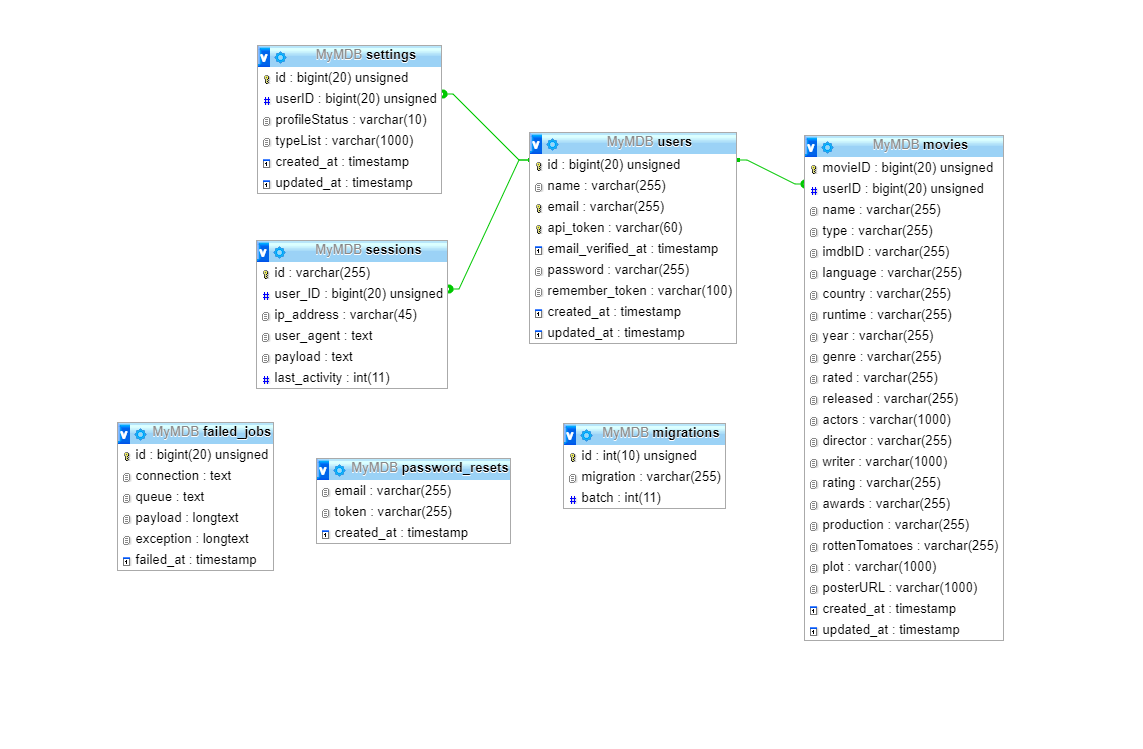 MyMDB settings
id : bigint(20) unsigned
userID : bigint(20) unsigned
profileStatus : varchar(10)
typeList : varchar(1000)
created_at : timestamp
updated_at : timestamp
MyMDB sessions
id : varchar(255)
user_ID : bigint(20) unsigned
ip_address : varchar(45)
user_agent : text
payload : text
last_activity : int(11)
MyMDB users
id : bigint(20) unsigned
name : varchar(255)
email : varchar(255)
api_token : varchar(60)
email_verified_at : timestamp
password : varchar(255)
remember_token : varchar(100)
created_at : timestamp
updated_at : timestamp
MyMDB movies
movieID : bigint(20) unsigned
userID : bigint(20) unsigned
name : varchar(255)
type : varchar(255)
imdbID : varchar(255)
language : varchar(255)
country : varchar(255)
runtime : varchar(255)
year : varchar(255)
genre : varchar(255)
rated : varchar(255)
released : varchar(255)
actors : varchar(1000)
director : varchar(255)
writer : varchar(1000)
rating : varchar(255)
awards : varchar(255)
production : varchar(255)
rottenTomatoes : varchar(255)
plot : varchar(1000)
posterURL : varchar(1000)
created_at : timestamp
updated_at : timestamp
MyMDB failed_jobs
id : bigint(20) unsigned
connection : text
queue : text
payload : longtext
exception : longtext
failed_at : timestamp
MyMDB password_resets
email : varchar(255)
token : varchar(255)
created_at : timestamp
MyMDB migrations
id : int(10) unsigned
migration : varchar(255)
batch : int(11)